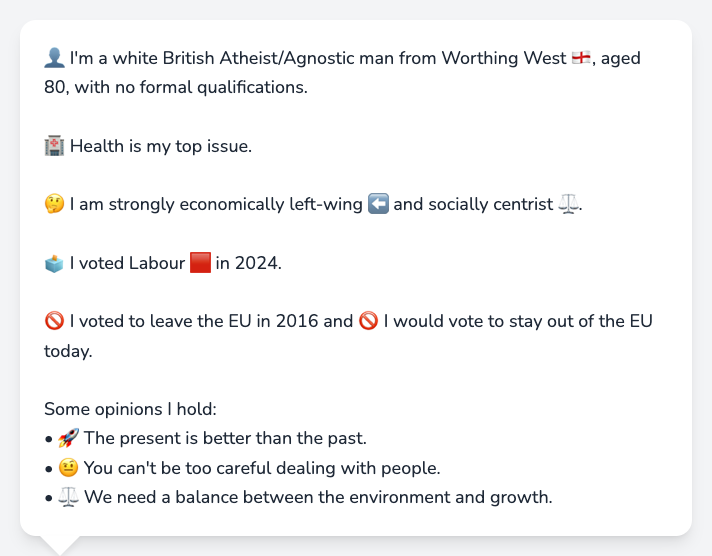 👤 I'm a white British Atheist/Agnostic man from Worthing West 🏴󠁧󠁢󠁥󠁮󠁧󠁿, aged
80, with no formal qualifications.
🏥 Health is my top issue.
🤔 I am strongly economically left-wing ⬅️ and socially centrist ⚖️.
🗳️ I voted Labour 🟥 in 2024.
🚫 I voted to leave the EU in 2016 and 🚫 I would vote to stay out of the EU
today.
Some opinions I hold:
• 🚀 The present is better than the past.
• 🤨 You can't be too careful dealing with people.
• ⚖️ We need a balance between the environment and growth.